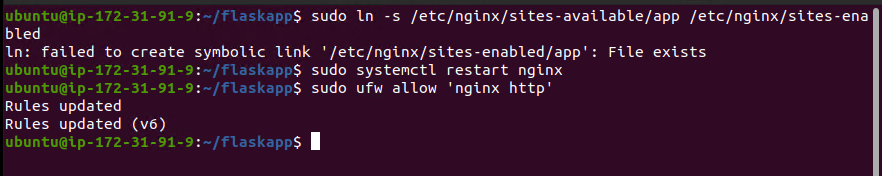 ubuntu@ip-172-31-91-9:~/flaskapp$ sudo ln -s /etc/nginx/sites-available/app /etc/nginx/sites-ena
bled
ln: failed to create symbolic link '/etc/nginx/sites-enabled/app': File exists
ubuntu@ip-172-31-91-9:~/flaskapp$ sudo systemctl restart nginx
ubuntu@ip-172-31-91-9:~/flaskapp$ sudo ufw allow 'nginx http'
Rules updated
Rules updated (v6)
ubuntu@ip-172-31-91-9:~/flaskapp$